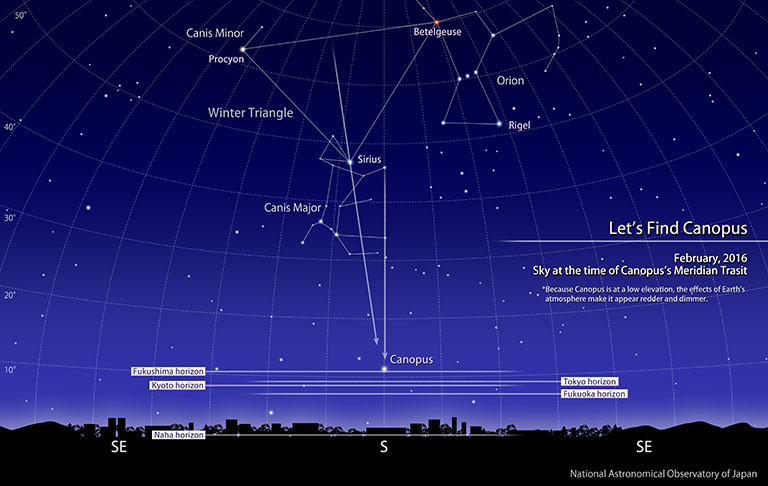 50°
Canis Minor
Betelgeuse
Procyon
Orion
Winter Triangle
40°
Rigel
Sirius
Canis Major
30°
Let's Find Canopus
February, 2016
Sky at the time of Canopus's Meridian Trasit
*Because Canopus is at a low elevation, the effects of Earth's
atmosphere make it appear redder and dimmer.
20°
Canopus
10°
Fukushima horizon
Tokyo horizon
Kyoto horizon
Fukuoka horizon
Naha horizon
SE
S
SE
National Astronomical Observatory of Japan